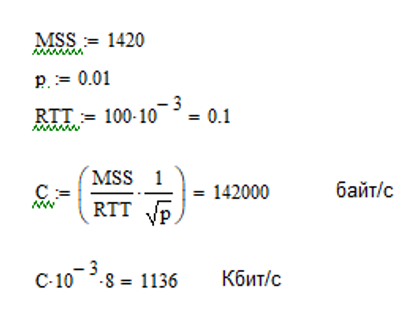 MSS := 1420
p := 0.01
RTT := 100·10^-3 = 0.1
C := (MSS/RTT · 1/√p) = 142000 байт/с
C·10^-3·8 = 1136 Кбит/с